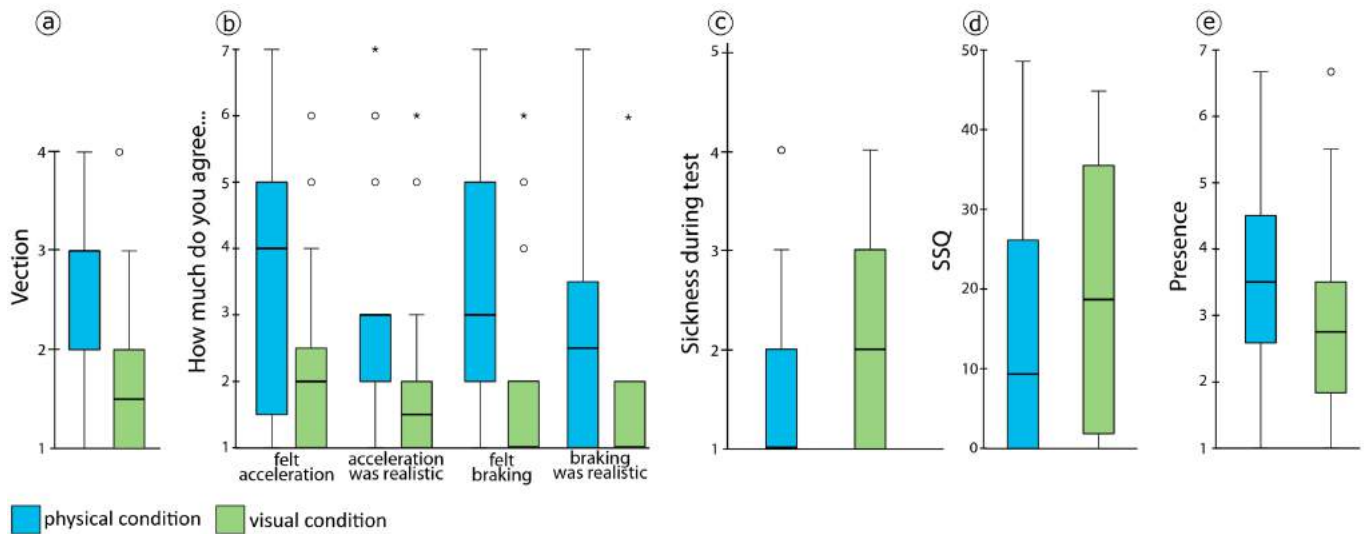 ⓐ
ⓑ
ⓒ
ⓓ
ⓔ
Vection
4
3
2
1
How much do you agree...
7
6
5
4
3
2
1
felt
acceleration
acceleration
was realistic
felt
braking
braking
was realistic
Sickness during test
5
4
3
2
1
SSQ
50
40
30
20
10
0
Presence
7
6
5
4
3
2
1
physical condition
visual condition